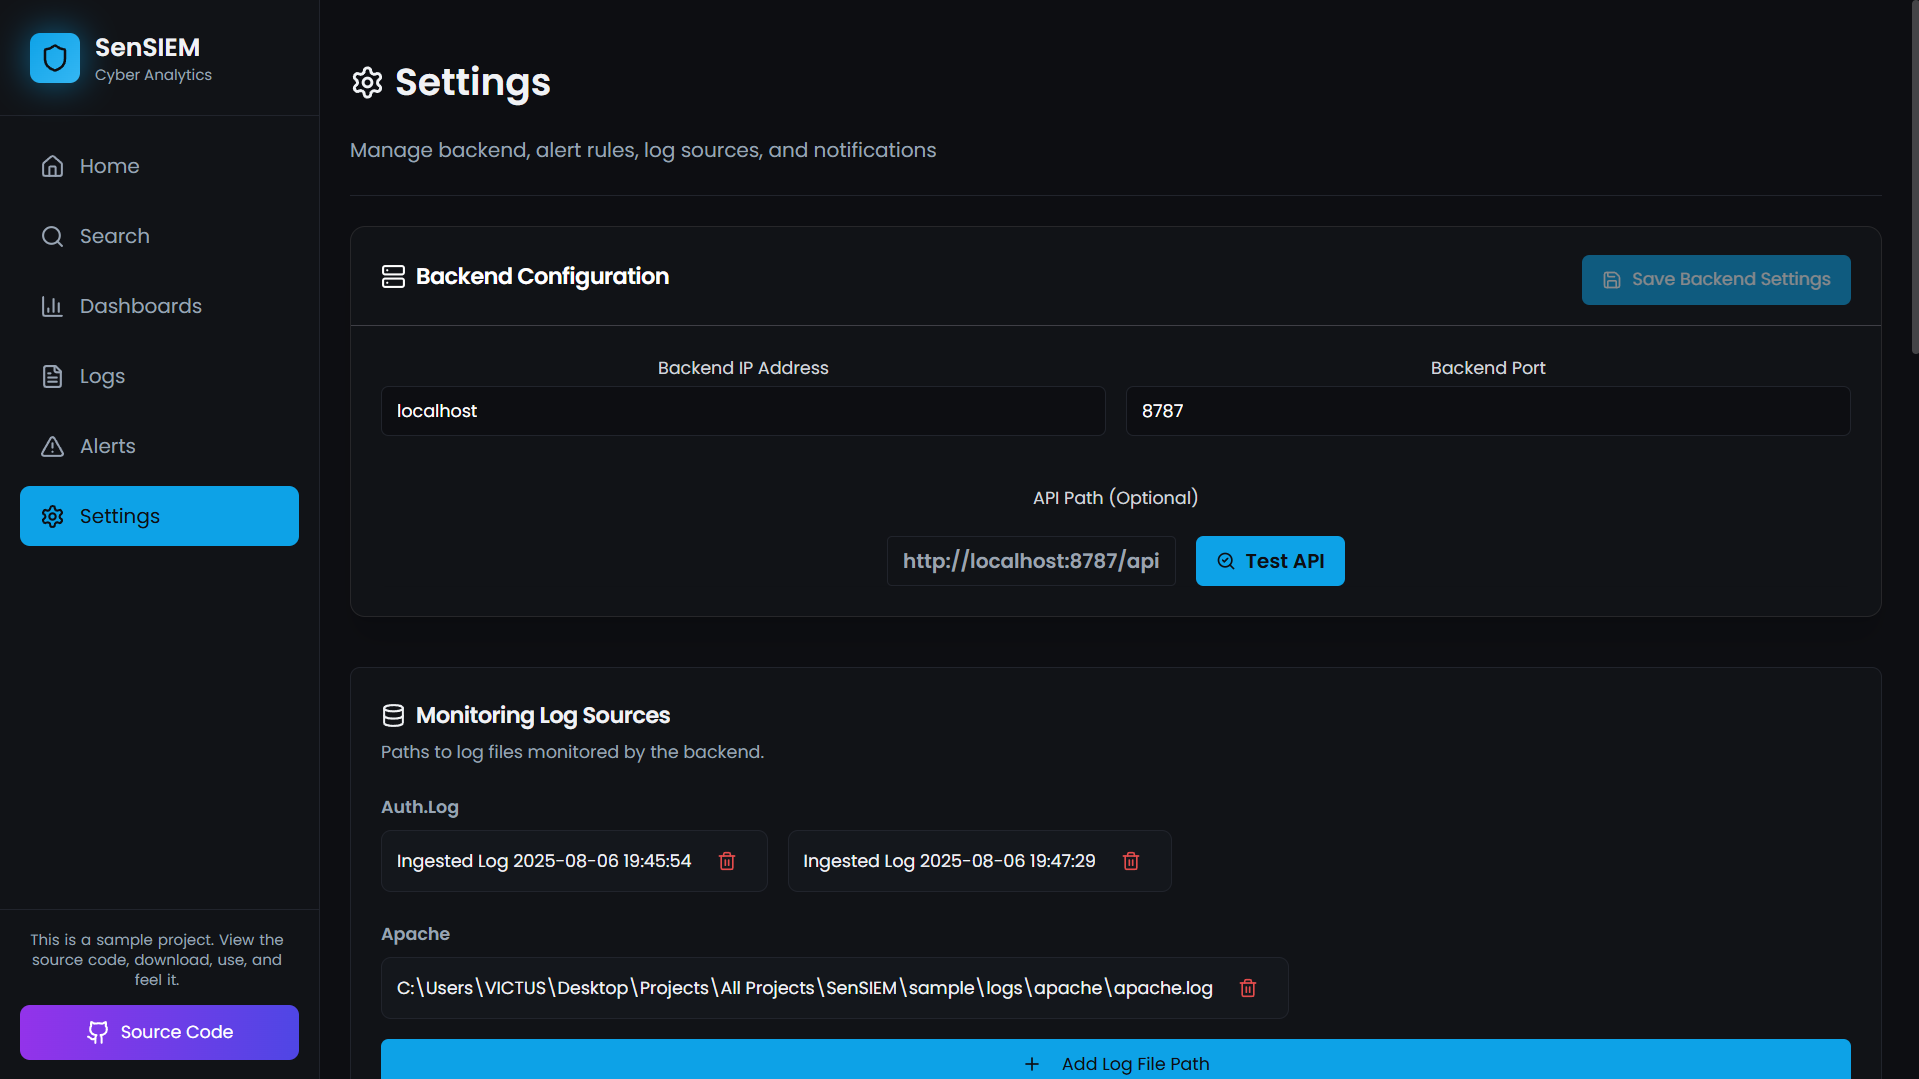 SenSIEM
Cyber Analytics
Home
Search
Dashboards
Logs
Alerts
Settings
This is a sample project. View the
source code, download, use, and
feel it.
Source Code
Settings
Manage backend, alert rules, log sources, and notifications
Backend Configuration
Save Backend Settings
Backend IP Address
localhost
Backend Port
8787
API Path (Optional)
http://localhost:8787/api
Test API
Monitoring Log Sources
Paths to log files monitored by the backend.
Auth.Log
Ingested Log 2025-08-06 19:45:54
Ingested Log 2025-08-06 19:47:29
Apache
C:\Users\VICTUS\Desktop\Projects\All Projects\SenSIEM\sample\logs\apache\apache.log
+ Add Log File Path